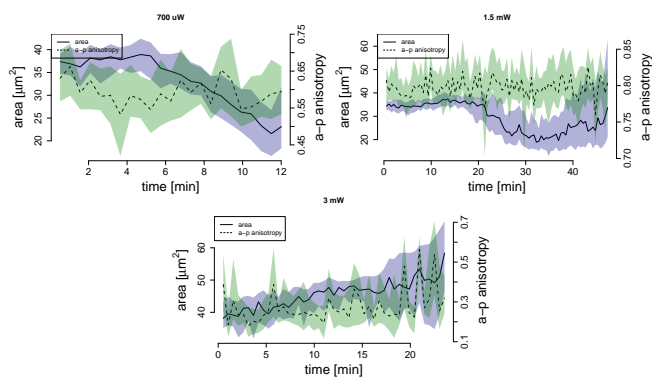 700 uW
area
a−p anisotropy
area [μm²]
20 25 30 35 40
a−p anisotropy
0.45 0.55 0.65 0.75
2 4 6 8 10 12
time [min]
1.5 mW
area
a−p anisotropy
area [μm²]
20 30 40 50 60
a−p anisotropy
0.70 0.75 0.80 0.85
0 10 20 30 40
time [min]
3 mW
area
a−p anisotropy
area [μm²]
40 50 60
a−p anisotropy
0.1 0.3 0.5 0.7
0 5 10 15 20
time [min]